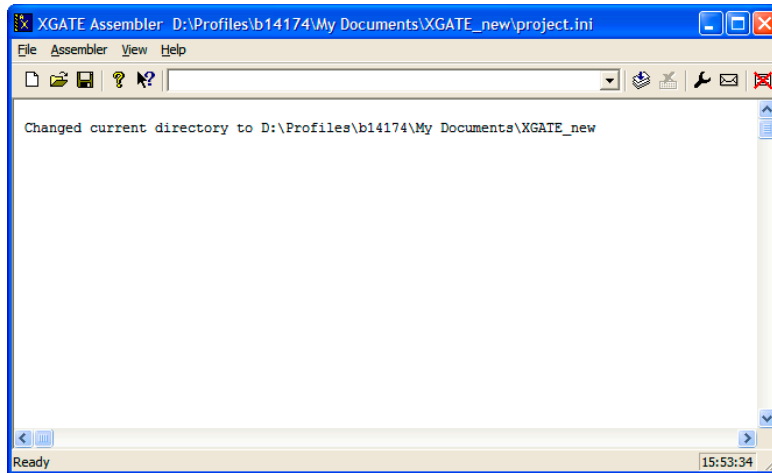 XGATE Assembler D:\Profiles\b14174\My Documents\XGATE_new\project.ini
File Assembler View Help
Changed current directory to D:\Profiles\b14174\My Documents\XGATE_new
Ready 15:53:34